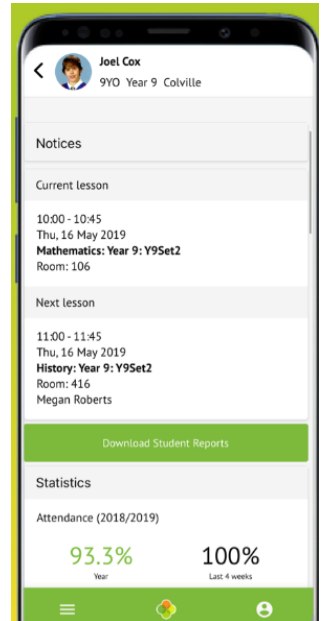 Joel Cox
9YO Year 9 Colville
Notices
Current lesson
10:00 - 10:45
Thu, 16 May 2019
Mathematics: Year 9: Y9Set2
Room: 106
Next lesson
11:00 - 11:45
Thu, 16 May 2019
History: Year 9: Y9Set2
Room: 416
Megan Roberts
Download Student Reports
Statistics
Attendance (2018/2019)
93.3% 100%
Year Last 4 weeks